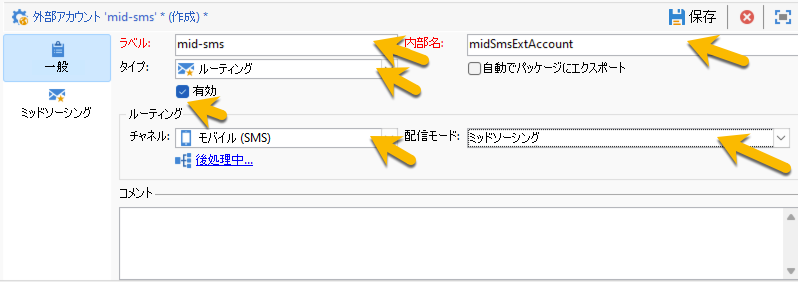 外部アカウント 'mid-sms' * (作成) *
保存
一般
ミッドソーシング
ラベル: mid-sms
内部名: midSmsExtAccount
タイプ: ルーティング
自動でパッケージにエクスポート
有効
ルーティング
チャネル: モバイル (SMS)
配信モード: ミッドソーシング
後処理中...
コメント